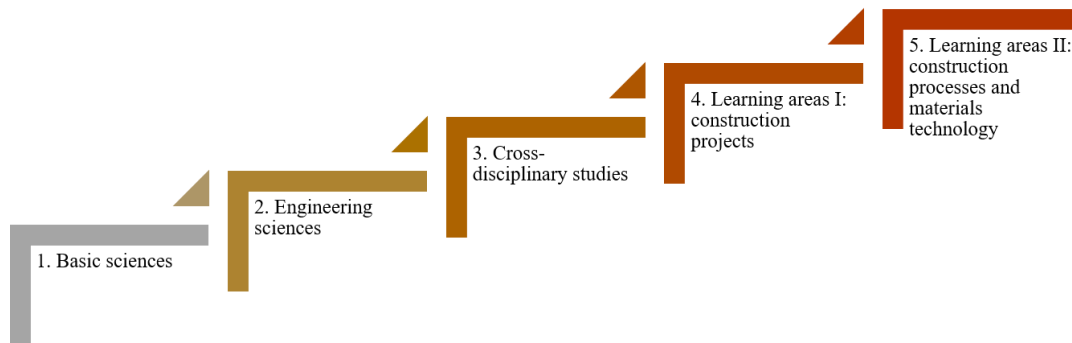 1. Basic sciences
2. Engineering
sciences
3. Cross-
disciplinary studies
4. Learning areas I:
construction
projects
5. Learning areas II:
construction
processes and
materials
technology